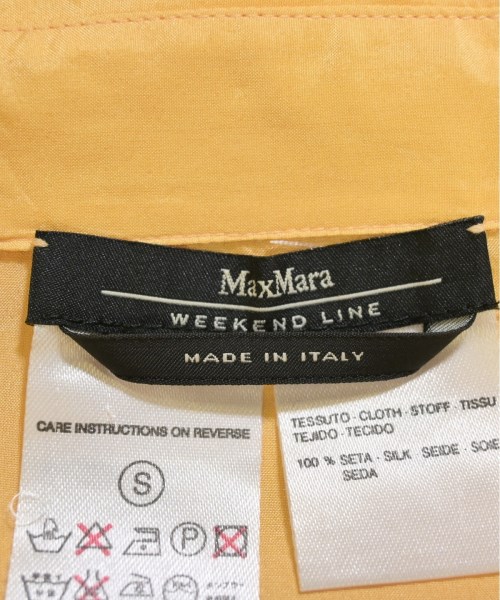 MaxMara
WEEKEND LINE
MADE IN ITALY
CARE INSTRUCTIONS ON REVERSE
S
P
TESSUTO-CLOTH-STOFF-TISSU
TEJIDO-TECIDO
100 % SETA-SILK SEIDE-SOIE
SEDA